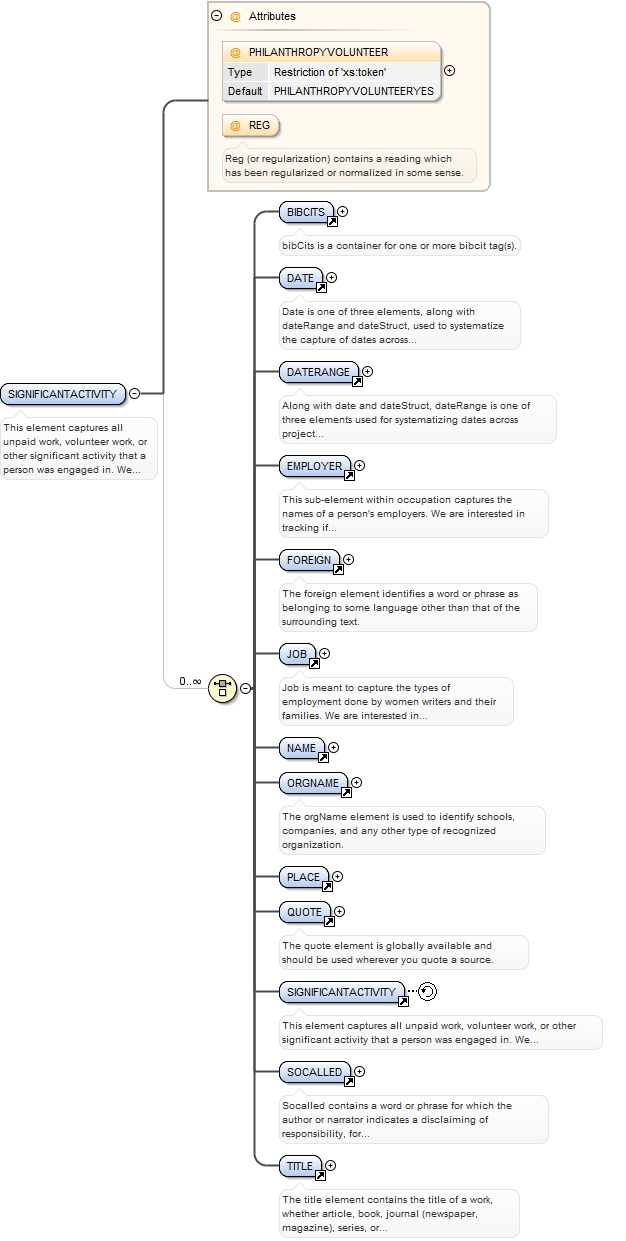 @ Attributes
@ PHILANTHROPYVOLUNTEER
Type Restriction of 'xs:token'
Default PHILANTHROPYVOLUNTEERYES
@ REG
Reg (or regularization) contains a reading which
has been regularized or normalized in some sense.
BIBCITS
bibCits is a container for one or more bibcit tag(s).
DATE
Date is one of three elements, along with
dateRange and dateStruct, used to systematize
the capture of dates across...
DATERANGE
Along with date and dateStruct, dateRange is one of
three elements used for systematizing dates across
project...
SIGNIFICANTACTIVITY
This element captures all
unpaid work, volunteer work, or
other significant activity that a
person was engaged in. We...
EMPLOYER
This sub-element within occupation captures the
names of a person's employers. We are interested in
tracking if...
FOREIGN
The foreign element identifies a word or phrase as
belonging to some language other than that of the
surrounding text.
JOB
Job is meant to capture the types of
employment done by women writers and their
families. We are interested in...
0..∞
NAME
ORGNAME
The orgName element is used to identify schools,
companies, and any other type of recognized
organization.
PLACE
QUOTE
The quote element is globally available and
should be used wherever you quote a source.
SIGNIFICANTACTIVITY
This element captures all unpaid work, volunteer work, or other
significant activity that a person was engaged in. We...
SOCALLED
Socalled contains a word or phrase for which the
author or narrator indicates a disclaiming of
responsibility, for...
TITLE
The title element contains the title of a work,
whether article, book, journal (newspaper,
magazine), series, or...